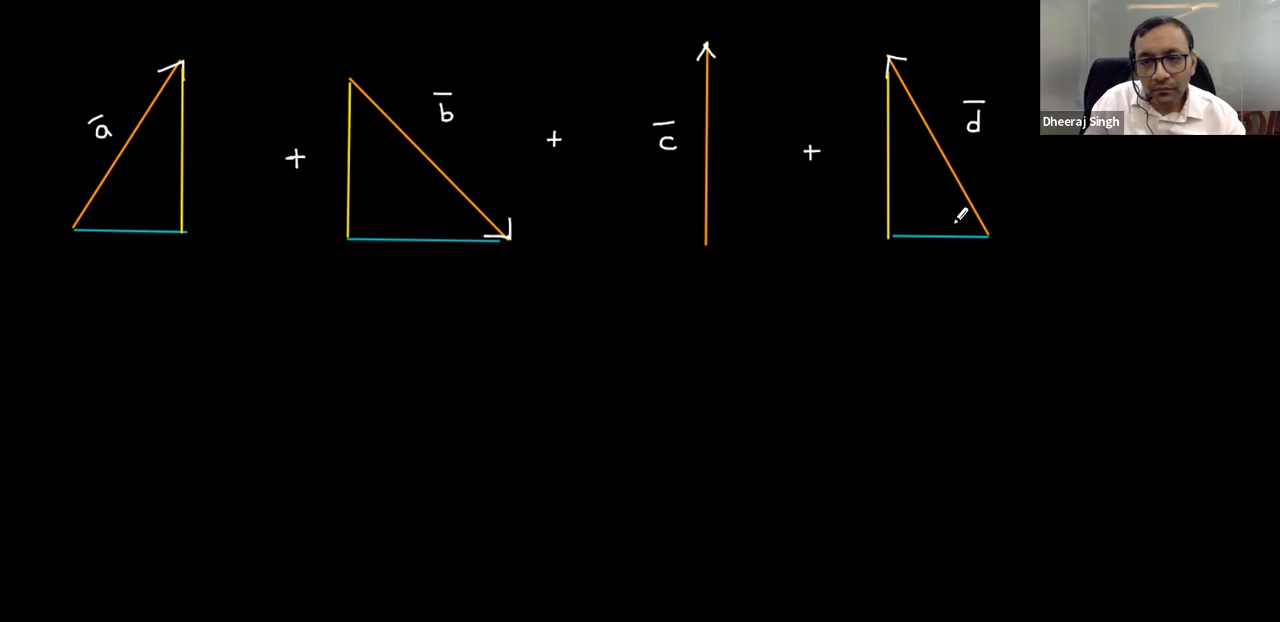 a̅ + b̅ + c̅ + d̅
Dheeraj Singh